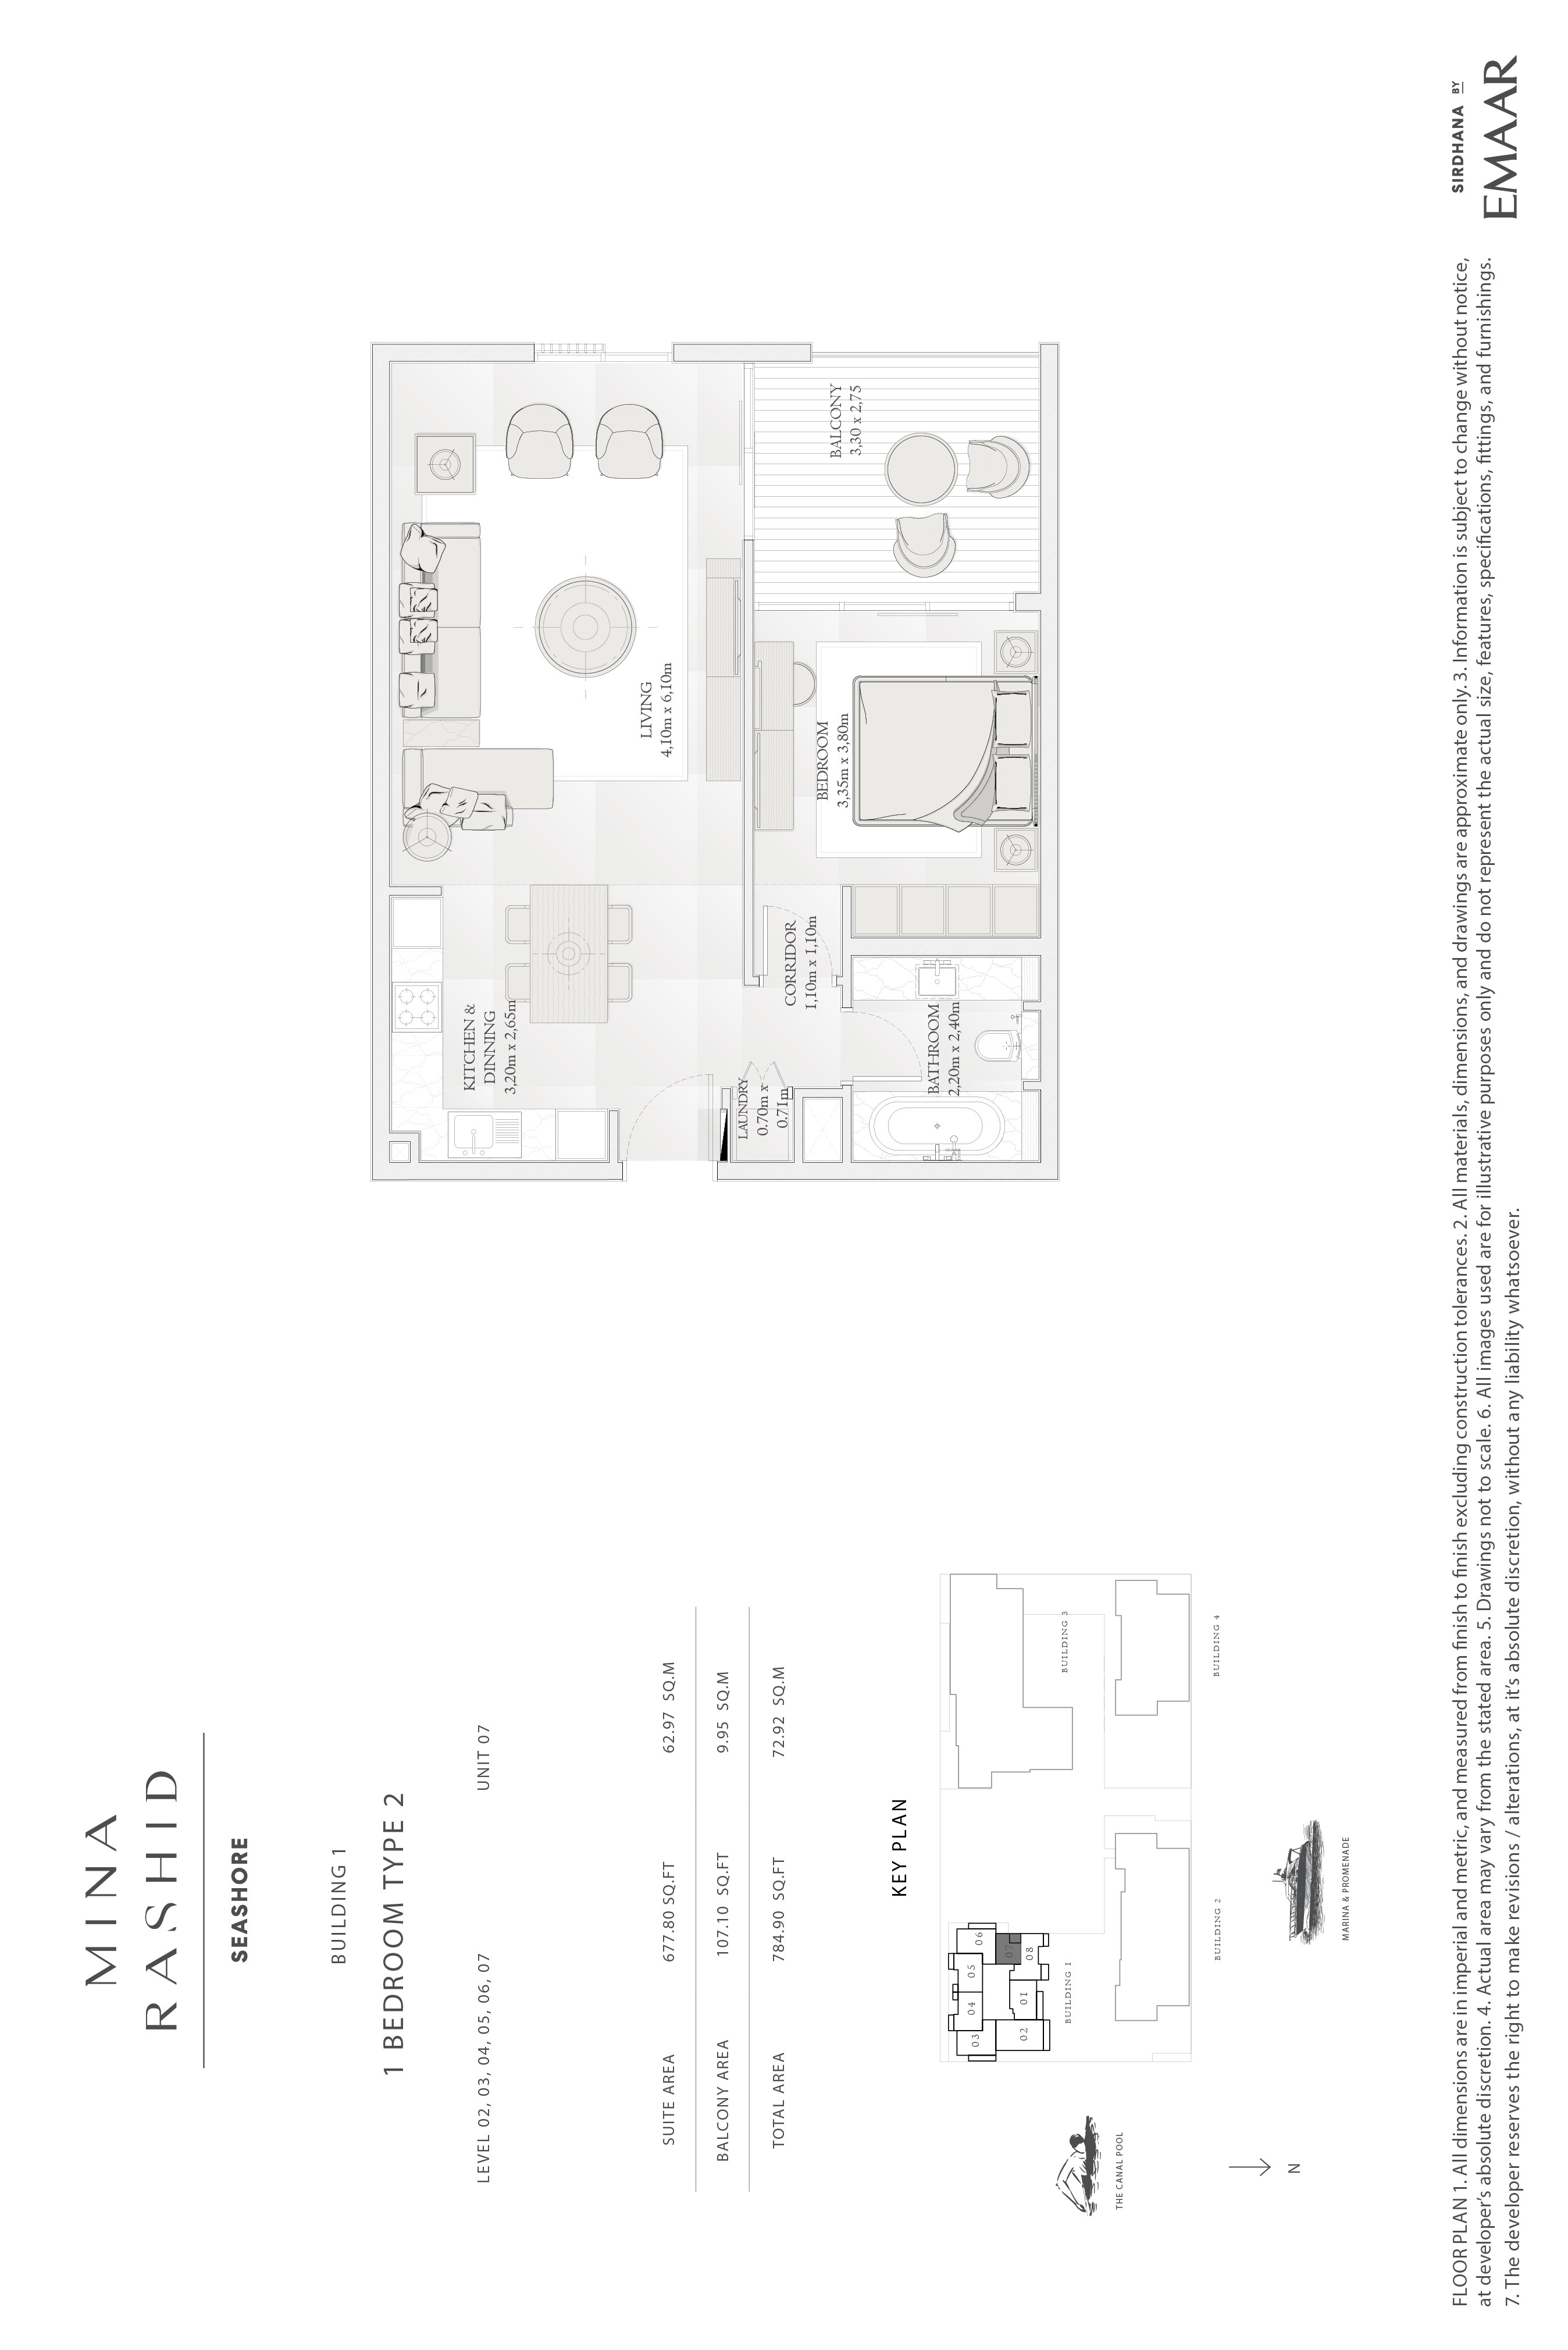 MINA
RASHID
SEASHORE
BUILDING 1
1 BEDROOM TYPE 2
LEVEL 02, 03, 04, 05, 06, 07
UNIT 07
SUITE AREA 677.80 SQ.FT 62.97 SQ.M
BALCONY AREA 107.10 SQ.FT 9.95 SQ.M
TOTAL AREA 784.90 SQ.FT 72.92 SQ.M
KEY PLAN
03
04
05
06
07
02
01
08
BUILDING 1
BUILDING 3
BUILDING 2
BUILDING 4
THE CANAL POOL
MARINA & PROMENADE
N
KITCHEN &
DINNING
3,20m x 2,65m
LIVING
4,10m x 6,10m
LAUNDRY
0.70m x
0.71m
CORRIDOR
1,10m x 1,10m
BEDROOM
3,35m x 3,80m
BALCONY
3,30 x 2,75
BATHROOM
2,20m x 2,40m
FLOOR PLAN 1. All dimensions are in imperial and metric, and measured from finish to finish excluding construction tolerances. 2. All materials, dimensions, and drawings are approximate only. 3. Information is subject to change without notice,
at developer's absolute discretion. 4. Actual area may vary from the stated area. 5. Drawings not to scale. 6. All images used are for illustrative purposes only and do not represent the actual size, features, specifications, fittings, and furnishings.
7. The developer reserves the right to make revisions / alterations, at it's absolute discretion, without any liability whatsoever.
SIRDHANA BY
EMAAR